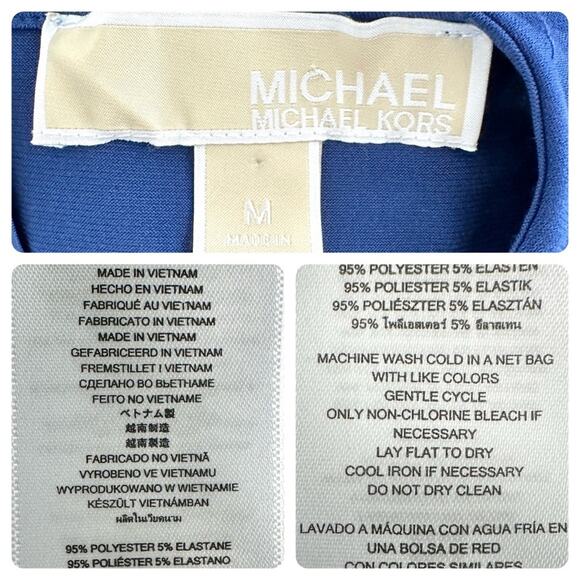 MICHAEL
MICHAEL KORS
M
MADE IN
MADE IN VIETNAM
HECHO EN VIETNAM
FABRIQUÉ AU VIETNAM
FABBRICATO IN VIETNAM
MADE IN VIETNAM
GEFABRICEERD IN VIETNAM
FREMSTILLET I VIETNAM
СДЕЛАНО ВО ВЬЕТНАМЕ
FEITO NO VIETNAME
ベトナム製
越南制造
越南製造
FABRICADO NO VIETNÃ
VYROBENO VE VIETNAMU
WYPRODUKOWANO W WIETNAMIE
KÉSZÜLT VIETNÁMBAN
ผลิตในเวียดนาม
95% POLYESTER 5% ELASTANE
95% POLIÉSTER 5% ELASTANO
95% POLYESTER 5% ELASTEN
95% POLIESTER 5% ELASTIK
95% POLIÉSZTER 5% ELASZTÁN
95% โพลีเอสเตอร์ 5% อีลาสเทน
MACHINE WASH COLD IN A NET BAG
WITH LIKE COLORS
GENTLE CYCLE
ONLY NON-CHLORINE BLEACH IF
NECESSARY
LAY FLAT TO DRY
COOL IRON IF NECESSARY
DO NOT DRY CLEAN
LAVADO A MÁQUINA CON AGUA FRÍA EN
UNA BOLSA DE RED
CON COLORES SIMILARES